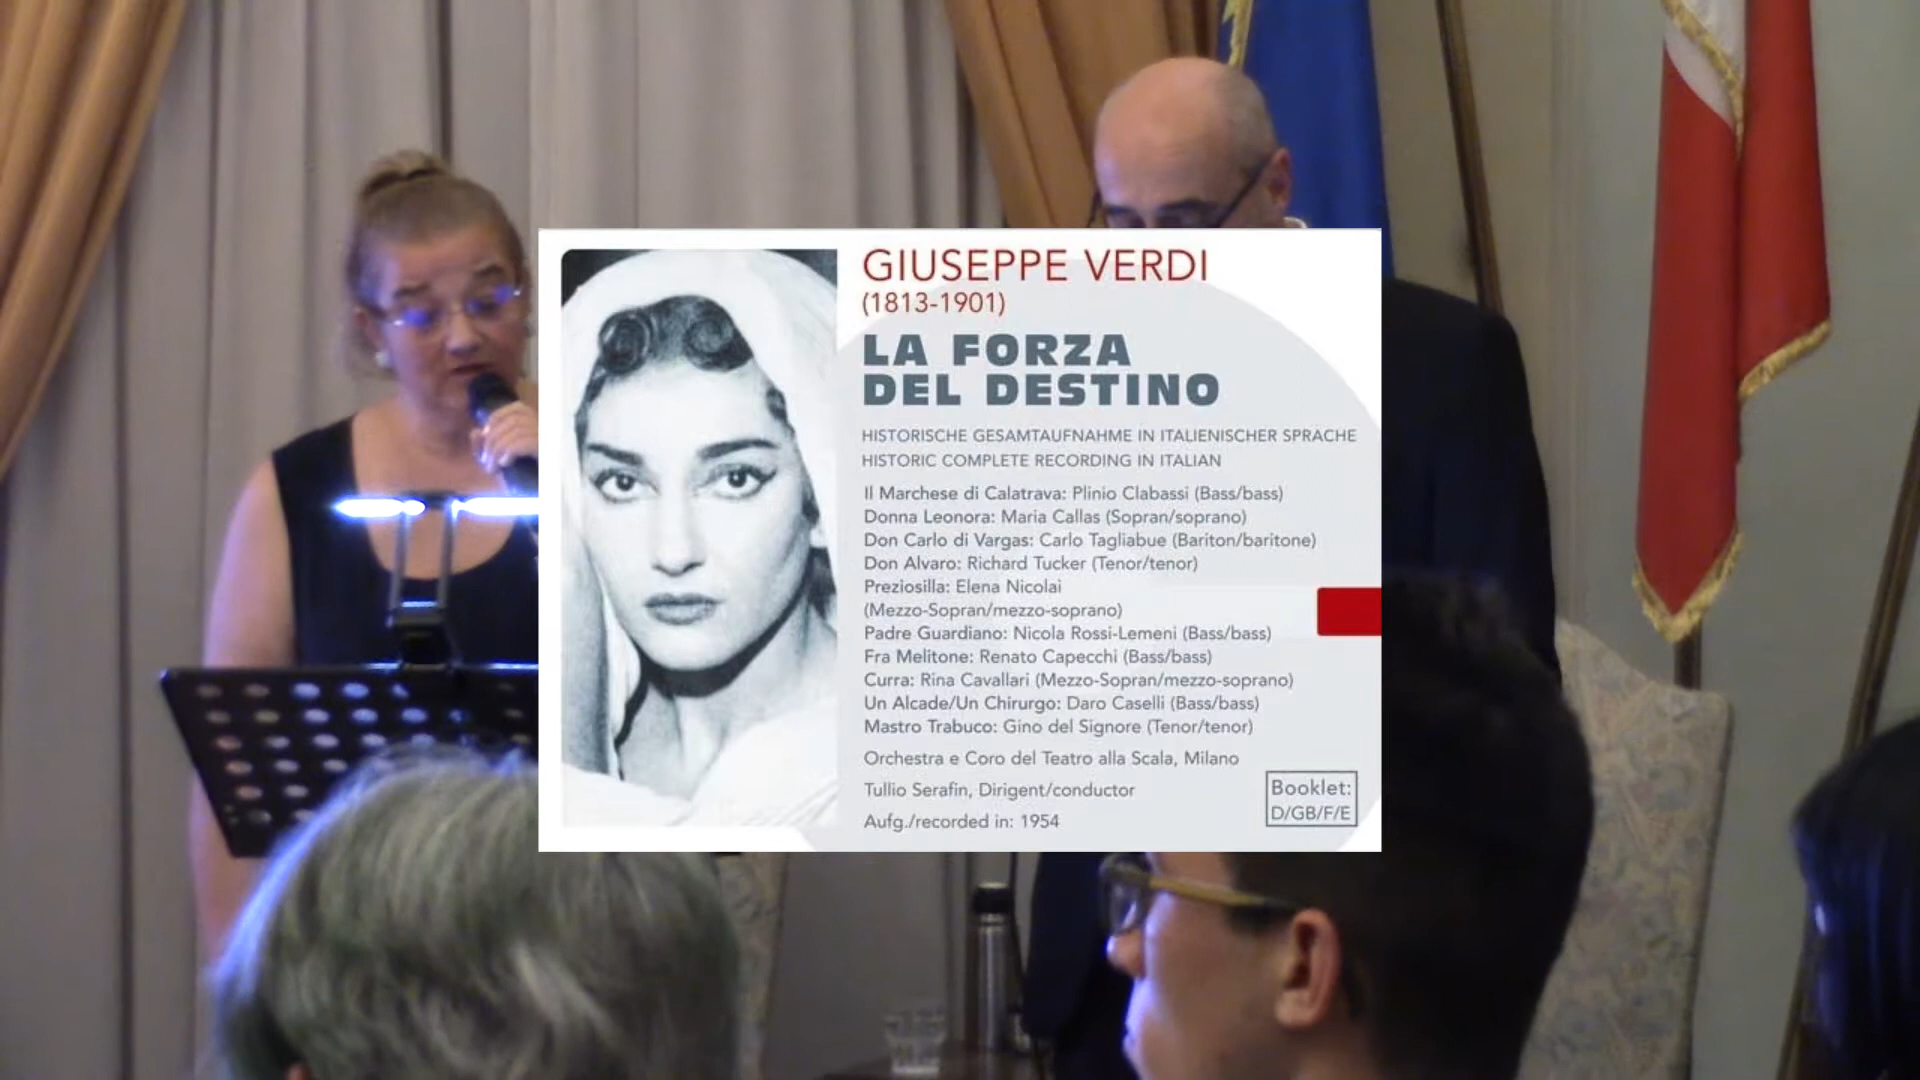 GIUSEPPE VERDI
(1813-1901)
LA FORZA
DEL DESTINO
HISTORISCHE GESAMTAUFNAHME IN ITALIENISCHER SPRACHE
HISTORIC COMPLETE RECORDING IN ITALIAN
Il Marchese di Calatrava: Plinio Clabassi (Bass/bass)
Donna Leonora: Maria Callas (Sopran/soprano)
Don Carlo di Vargas: Carlo Tagliabue (Bariton/baritone)
Don Alvaro: Richard Tucker (Tenor/tenor)
Preziosilla: Elena Nicolai
(Mezzo-Sopran/mezzo-soprano)
Padre Guardiano: Nicola Rossi-Lemeni (Bass/bass)
Fra Melitone: Renato Capecchi (Bass/bass)
Curra: Rina Cavallari (Mezzo-Sopran/mezzo-soprano)
Un Alcade/Un Chirurgo: Daro Caselli (Bass/bass)
Mastro Trabuco: Gino del Signore (Tenor/tenor)
Orchestra e Coro del Teatro alla Scala, Milano
Tullio Serafin, Dirigent/conductor
Aufg./recorded in: 1954
Booklet:
D/GB/F/E